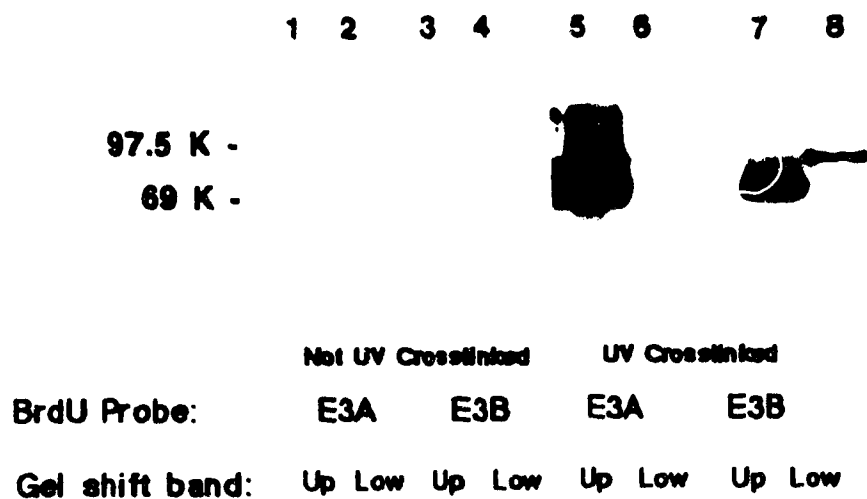 1 2 3 4 5 6 7 8
97.5 K -
69 K -
Not UV Crosslinked UV Crosslinked
BrdU Probe: E3A E3B E3A E3B
Gel shift band: Up Low Up Low Up Low Up Low